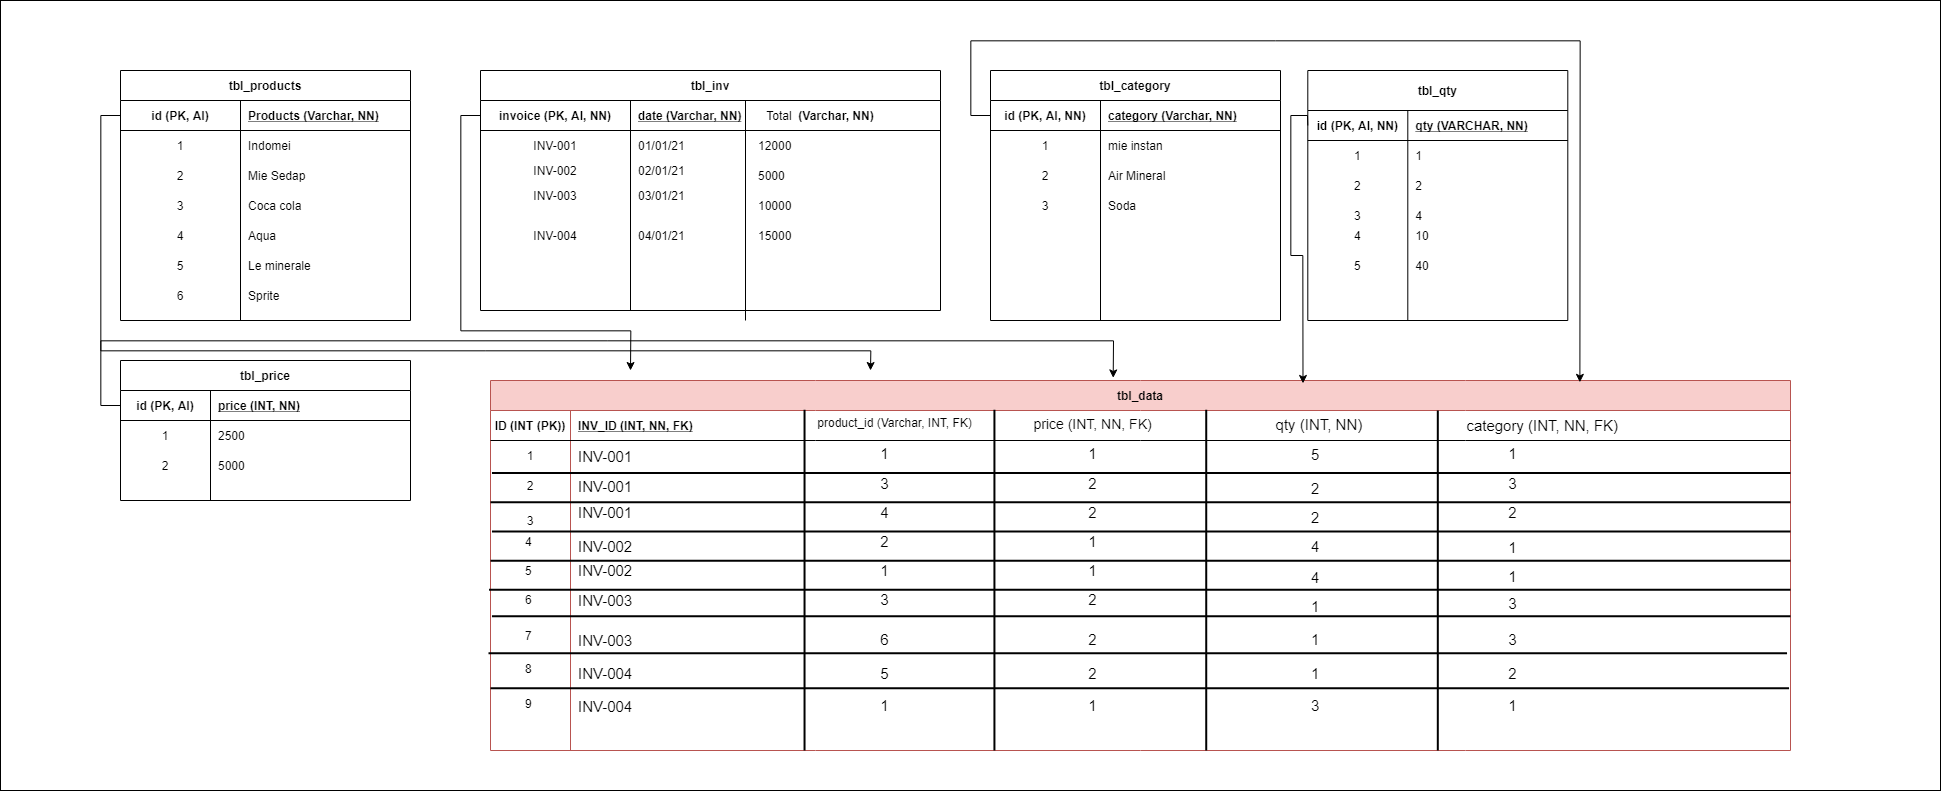 tbl_products
id (PK, AI) Products (Varchar, NN)
1 Indomei
2 Mie Sedap
3 Coca cola
4 Aqua
5 Le minerale
6 Sprite
tbl_inv
invoice (PK, AI, NN) date (Varchar, NN) Total (Varchar, NN)
INV-001 01/01/21 12000
INV-002 02/01/21 5000
INV-003 03/01/21 10000
INV-004 04/01/21 15000
tbl_category
id (PK, AI, NN) category (Varchar, NN)
1 mie instan
2 Air Mineral
3 Soda
tbl_qty
id (PK, AI, NN) qty (VARCHAR, NN)
1 1
2 2
3 4
4 10
5 40
tbl_price
id (PK, AI) price (INT, NN)
1 2500
2 5000
tbl_data
ID (INT (PK)) INV_ID (INT, NN, FK) product_id (Varchar, INT, FK) price (INT, NN, FK) qty (INT, NN) category (INT, NN, FK)
1 INV-001 1 1 5 1
2 INV-001 3 2 2 3
3 INV-001 4 2 2 2
4 INV-002 2 1 4 1
5 INV-002 1 1 4 1
6 INV-003 3 2 1 3
7 INV-003 6 2 1 3
8 INV-004 5 2 1 2
9 INV-004 1 1 3 1